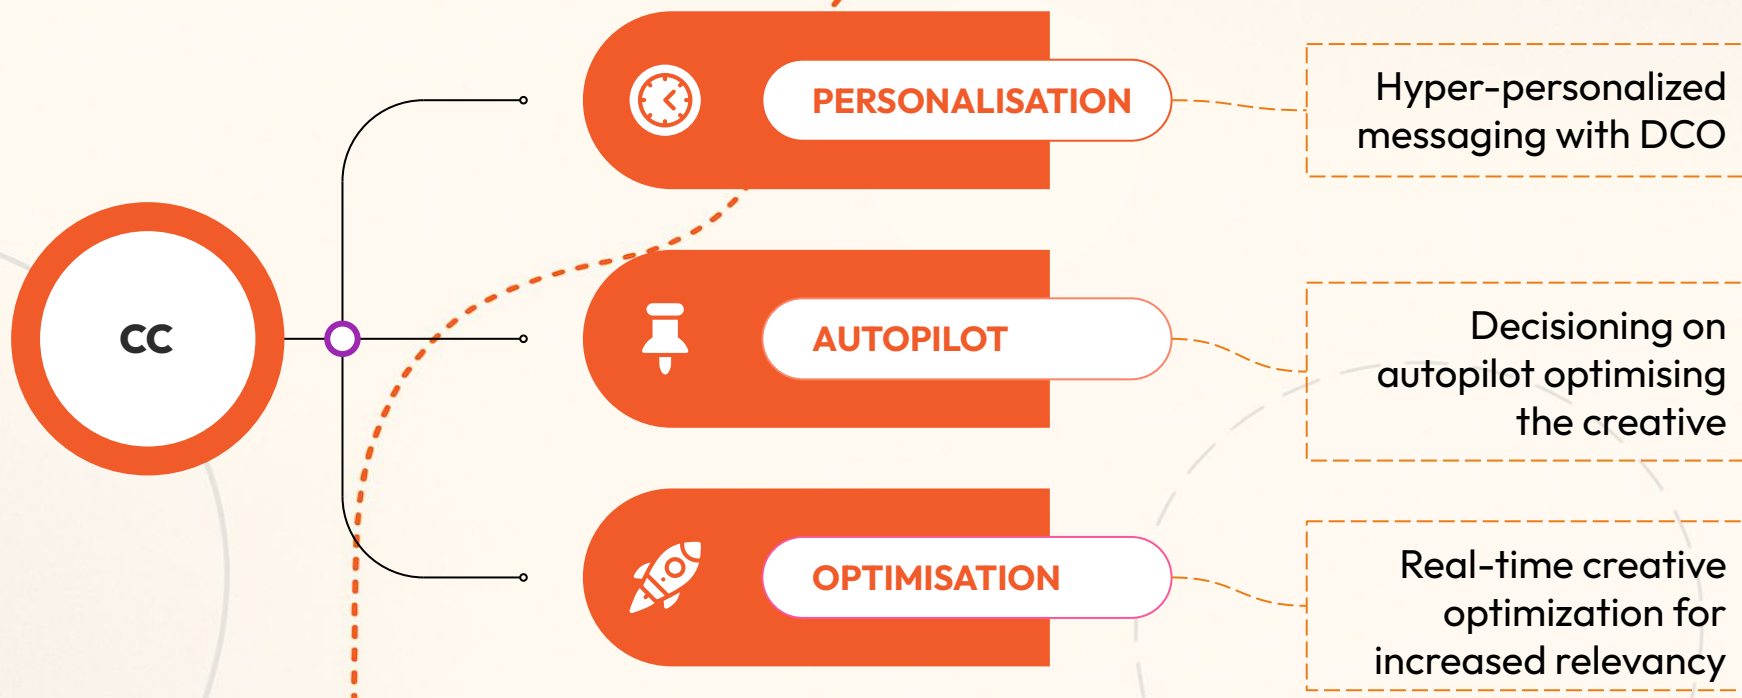 CC
PERSONALISATION
Hyper-personalized
messaging with DCO
AUTOPILOT
Decisioning on
autopilot optimising
the creative
OPTIMISATION
Real-time creative
optimization for
increased relevancy